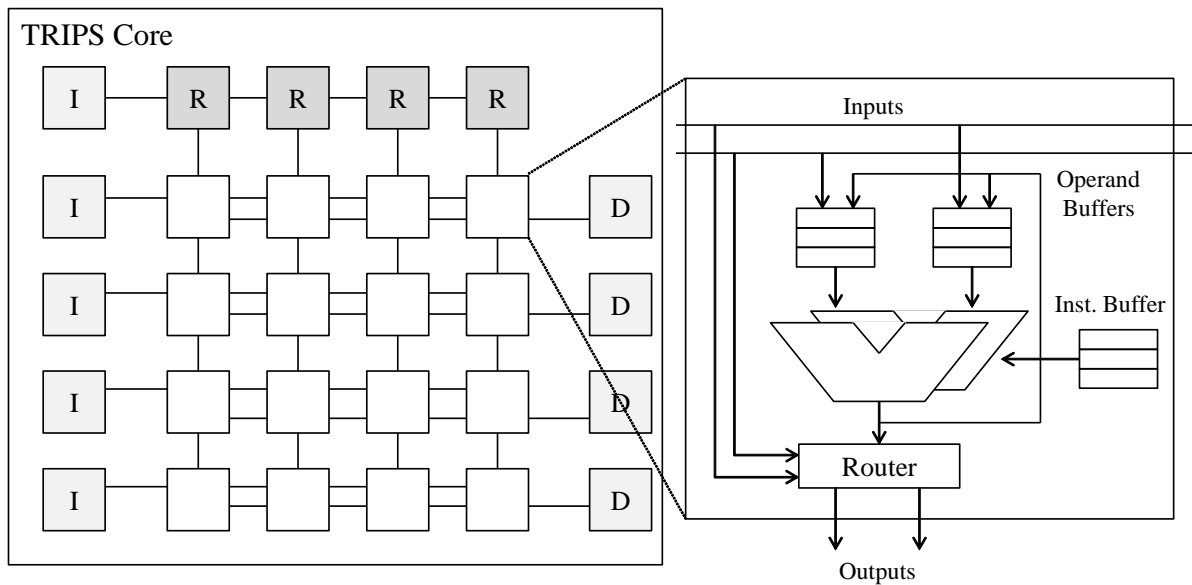 TRIPS Core
I R R R R
I D
I D
I D
I D
Inputs
Operand
Buffers
Inst. Buffer
Router
Outputs